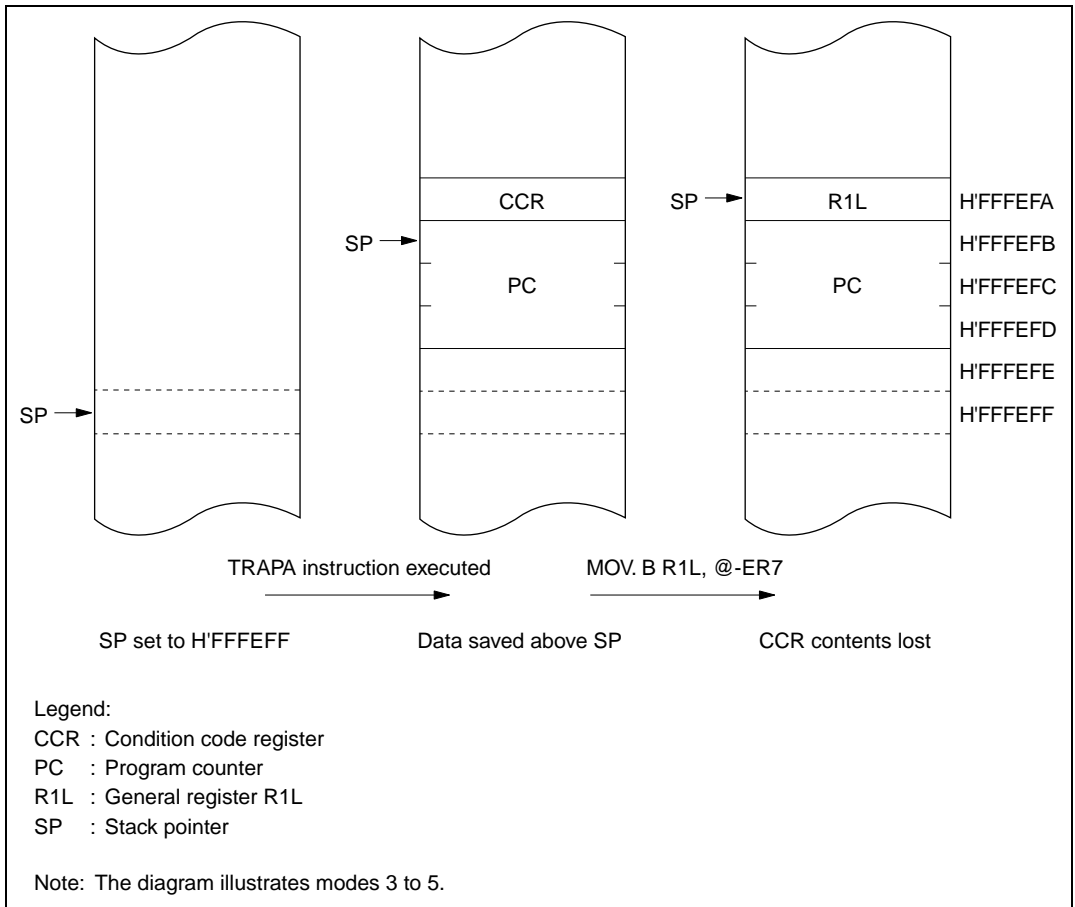 CCR
SP
R1L
H'FFFEFA
SP
H'FFFEFB
PC
PC
H'FFFEFC
H'FFFEFD
H'FFFEFE
SP
H'FFFEFF
TRAPA instruction executed
MOV. B R1L, @-ER7
SP set to H'FFFEFF
Data saved above SP
CCR contents lost
Legend:
CCR : Condition code register
PC : Program counter
R1L : General register R1L
SP : Stack pointer
Note: The diagram illustrates modes 3 to 5.